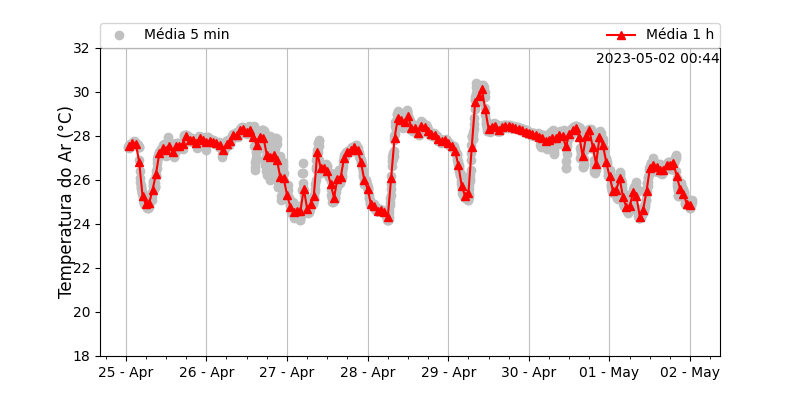 Média 5 min
Média 1 h
2023-05-02 00:44
Temperatura do Ar (°C)
32
30
28
26
24
22
20
18
25 - Apr
26 - Apr
27 - Apr
28 - Apr
29 - Apr
30 - Apr
01 - May
02 - May